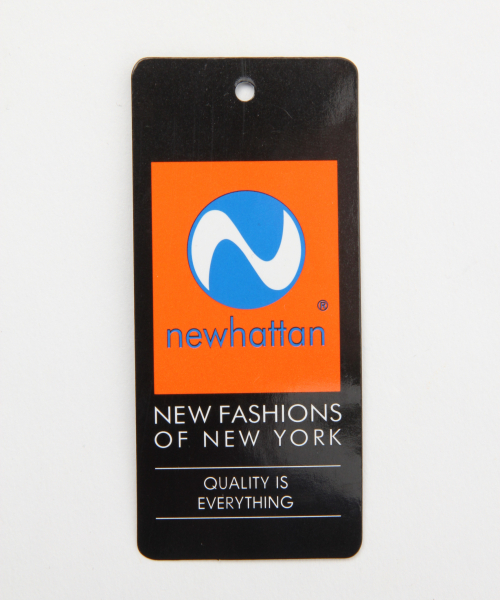 ®
newhattan
NEW FASHIONS
OF NEW YORK
QUALITY IS
EVERYTHING